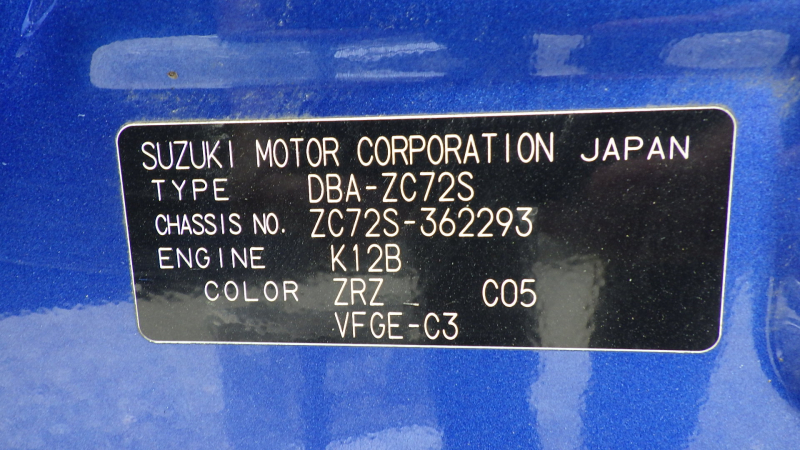 SUZUKI MOTOR CORPORATION JAPAN
TYPE DBA-ZC72S
CHASSIS NO. ZC72S-362293
ENGINE K12B
COLOR ZRZ C05
VFGE-C3